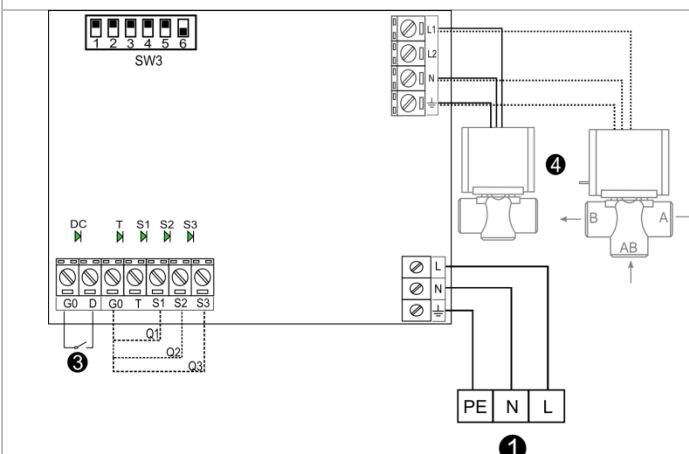 1 2 3 4 5 6
SW3
L1
L2
N
4
B A
AB
DC T S1 S2 S3
G0 D G0 T S1 S2 S3
L
N
Q1
Q2
Q3
3
PE N L
1